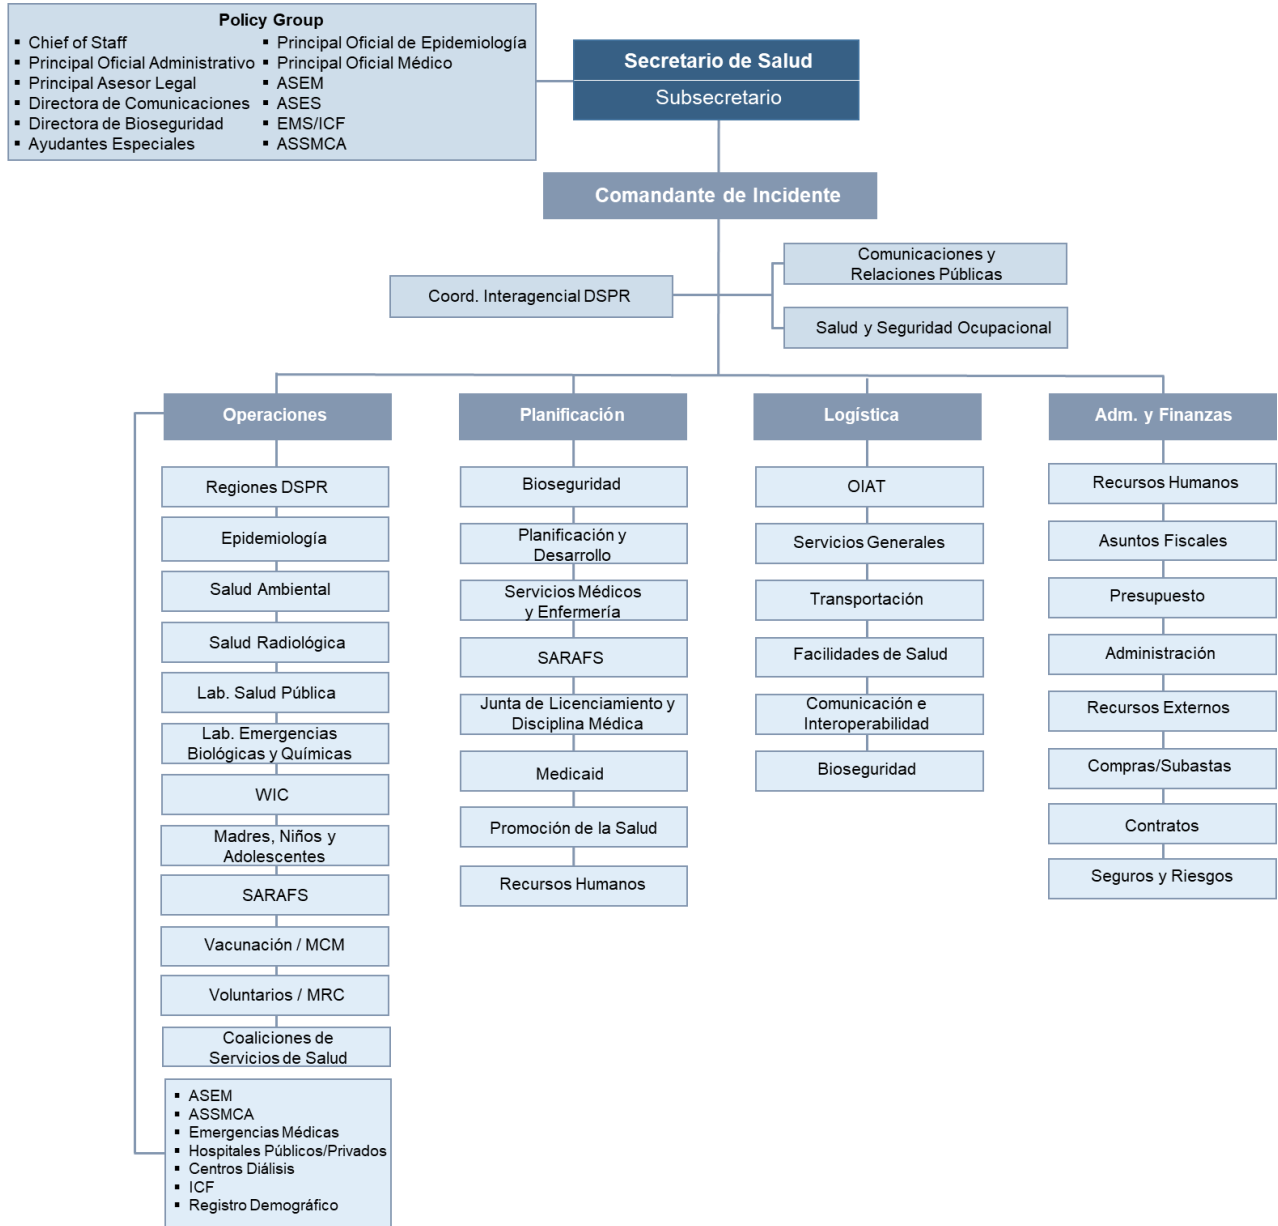 Policy Group
▪ Chief of Staff
▪ Principal Oficial Administrativo
▪ Principal Asesor Legal
▪ Directora de Comunicaciones
▪ Directora de Bioseguridad
▪ Ayudantes Especiales
▪ Principal Oficial de Epidemiología
▪ Principal Oficial Médico
▪ ASEM
▪ ASES
▪ EMS/ICF
▪ ASSMCA
Secretario de Salud
Subsecretario
Comandante de Incidente
Coord. Interagencial DSPR
Comunicaciones y
Relaciones Públicas
Salud y Seguridad Ocupacional
Operaciones
Regiones DSPR
Epidemiología
Salud Ambiental
Salud Radiológica
Lab. Salud Pública
Lab. Emergencias
Biológicas y Químicas
WIC
Madres, Niños y
Adolescentes
SARAFS
Vacunación / MCM
Voluntarios / MRC
Coaliciones de
Servicios de Salud
▪ ASEM
▪ ASSMCA
▪ Emergencias Médicas
▪ Hospitales Públicos/Privados
▪ Centros Diálisis
▪ ICF
▪ Registro Demográfico
Planificación
Bioseguridad
Planificación y
Desarrollo
Servicios Médicos
y Enfermería
SARAFS
Junta de Licenciamiento y
Disciplina Médica
Medicaid
Promoción de la Salud
Recursos Humanos
Logística
OIAT
Servicios Generales
Transportación
Facilidades de Salud
Comunicación e
Interoperabilidad
Bioseguridad
Adm. y Finanzas
Recursos Humanos
Asuntos Fiscales
Presupuesto
Administración
Recursos Externos
Compras/Subastas
Contratos
Seguros y Riesgos